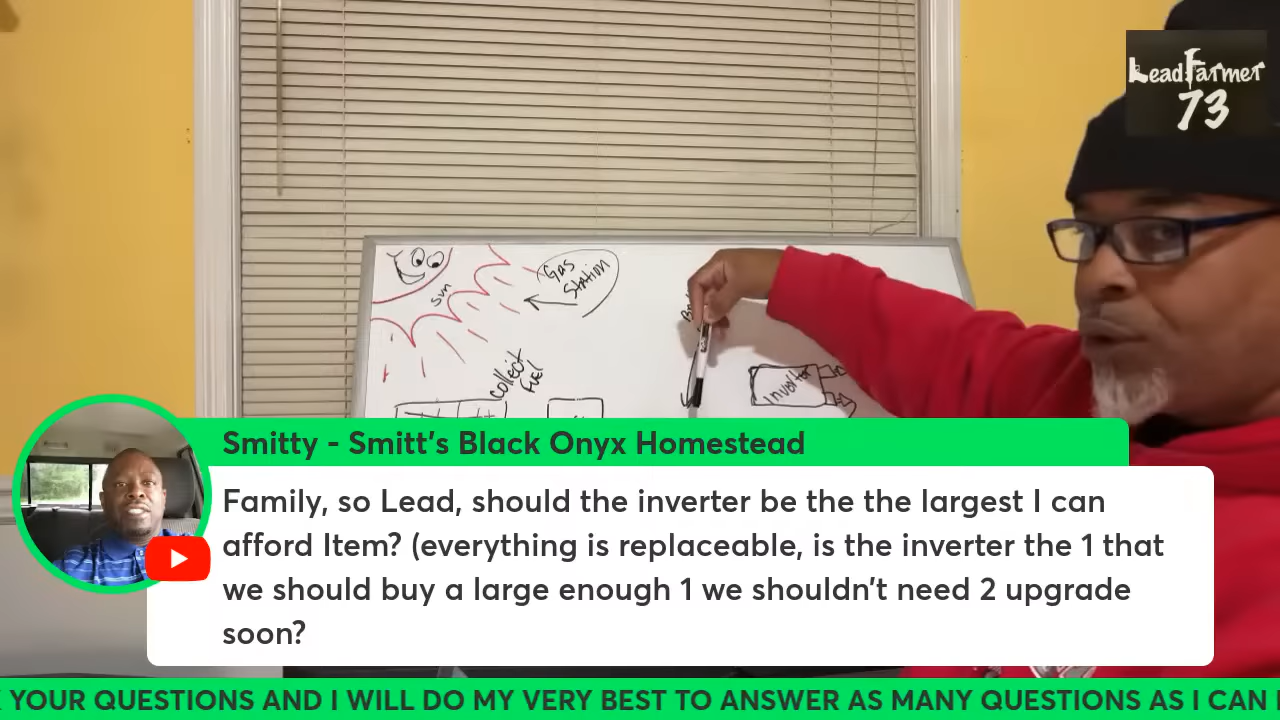 LeadFarmer
73
Gas
Station
sun
collect
Fuel
Inverter
Smitty - Smitt's Black Onyx Homestead
Family, so Lead, should the inverter be the the largest I can
afford Item? (everything is replaceable, is the inverter the 1 that
we should buy a large enough 1 we shouldn't need 2 upgrade
soon?
YOUR QUESTIONS AND I WILL DO MY VERY BEST TO ANSWER AS MANY QUESTIONS AS I CAN